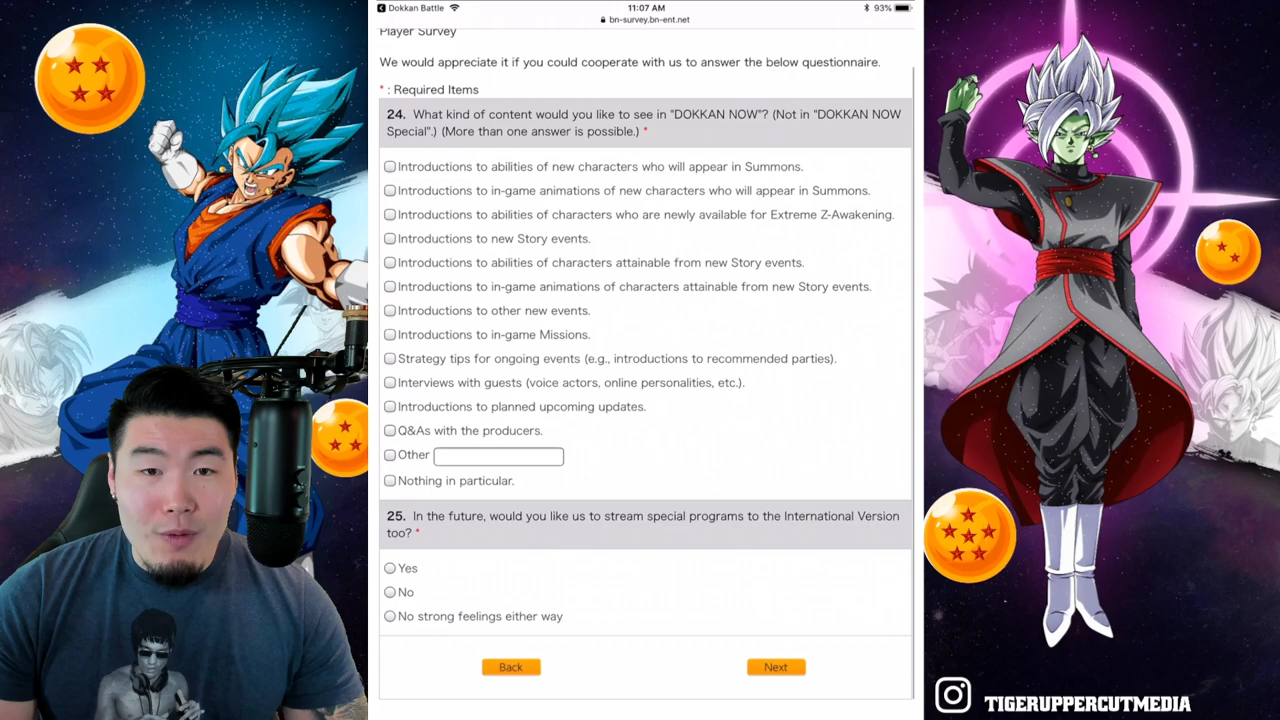 Dokkan Battle
11:07 AM
93%
bn-survey.bn-ent.net
Player Survey
We would appreciate it if you could cooperate with us to answer the below questionnaire.
* : Required Items
24. What kind of content would you like to see in "DOKKAN NOW"? (Not in "DOKKAN NOW
Special".) (More than one answer is possible.) *
Introductions to abilities of new characters who will appear in Summons.
Introductions to in-game animations of new characters who will appear in Summons.
Introductions to abilities of characters who are newly available for Extreme Z-Awakening.
Introductions to new Story events.
Introductions to abilities of characters attainable from new Story events.
Introductions to in-game animations of characters attainable from new Story events.
Introductions to other new events.
Introductions to in-game Missions.
Strategy tips for ongoing events (e.g., introductions to recommended parties).
Interviews with guests (voice actors, online personalities, etc.).
Introductions to planned upcoming updates.
Q&As with the producers.
Other
Nothing in particular.
25. In the future, would you like us to stream special programs to the International Version
too? *
Yes
No
No strong feelings either way
Back
Next
TIGERUPPERCUTMEDIA